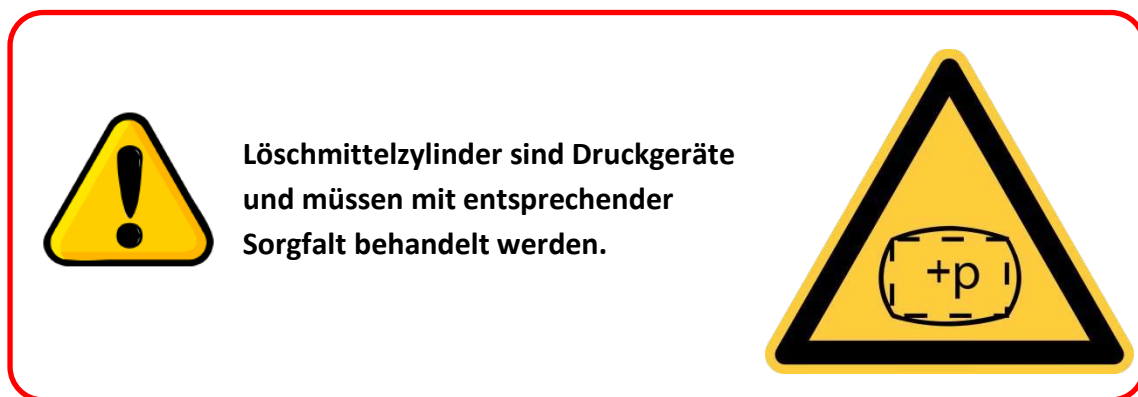 Löschmittelzylinder sind Druckgeräte
und müssen mit entsprechender
Sorgfalt behandelt werden.
+p